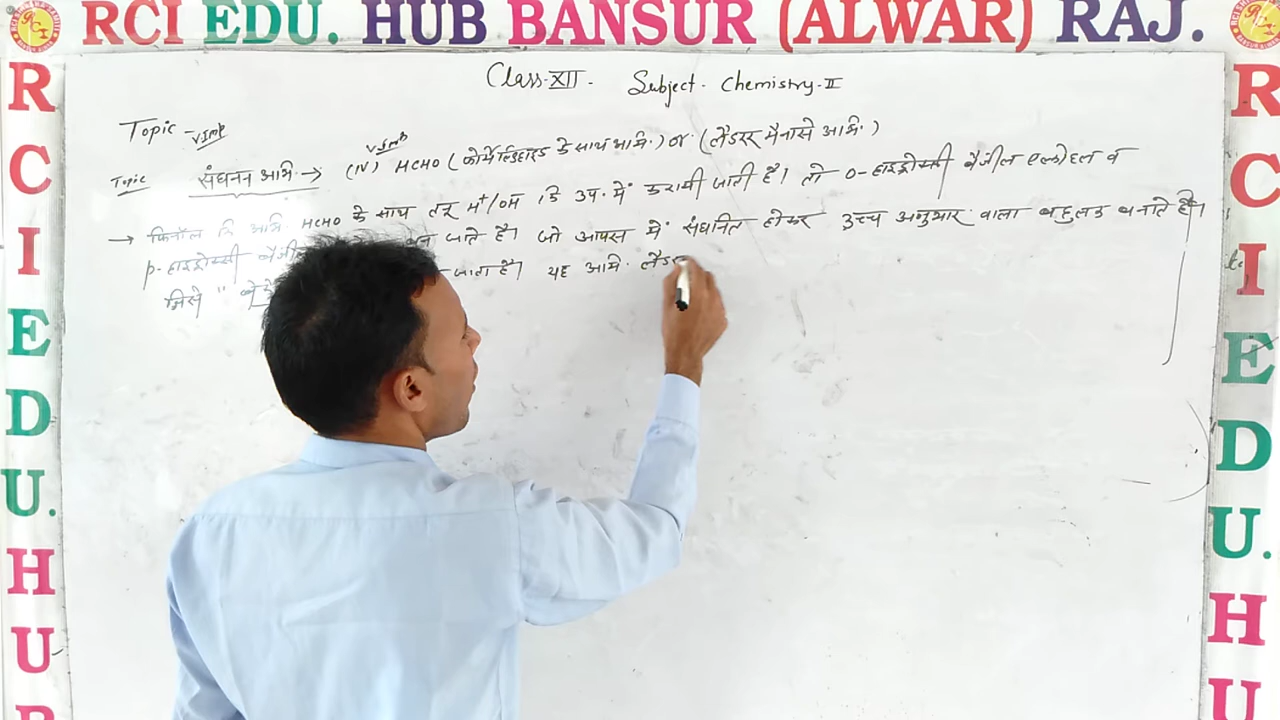 RCI EDU. HUB BANSUR (ALWAR) RAJ.
Class-XII. Subject- Chemistry-II
Topic - v.Imp
Topic संघनन अभि. → (IV) HCHO (फोर्मेल्डिहाइड के साथ अभि.) or (लैडरर मैनासे अभि.)
v.Imp
→ फिनॉल कि अभि. HCHO के साथ तनु H⁺/OH कि उप. में करायी जाती है। तो o-हाइड्रोक्सी बैंजील एल्कोहल व
p-हाइड्रोक्सी बैंजील जाते है। जो आपस में संघनित होकर उच्च अणुभार वाला बहुलक बनाते है।
जिसे " जाता है। यह अभि. लैडर
R
C
I
E
D
U.
H
U
B
R
C
I
E
D
U.
H
U